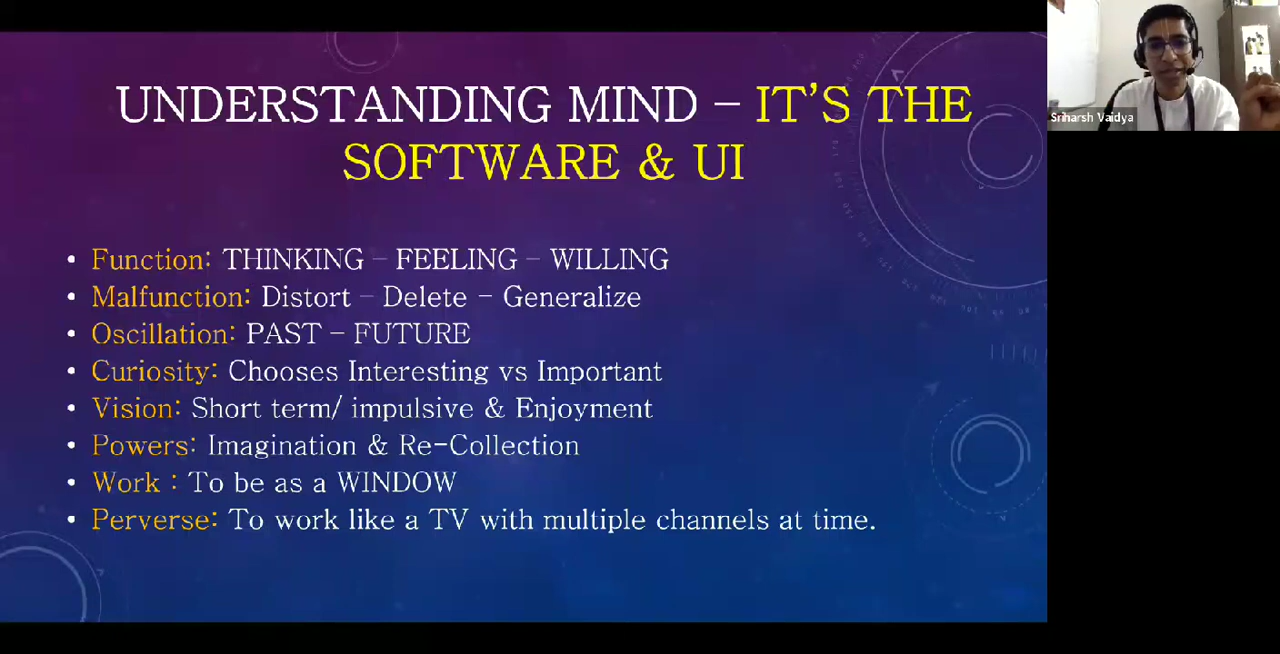 UNDERSTANDING MIND – IT’S THE
SOFTWARE & UI
• Function: THINKING – FEELING – WILLING
• Malfunction: Distort – Delete – Generalize
• Oscillation: PAST – FUTURE
• Curiosity: Chooses Interesting vs Important
• Vision: Short term/ impulsive & Enjoyment
• Powers: Imagination & Re-Collection
• Work : To be as a WINDOW
• Perverse: To work like a TV with multiple channels at time.
Sriharsh Vaidya